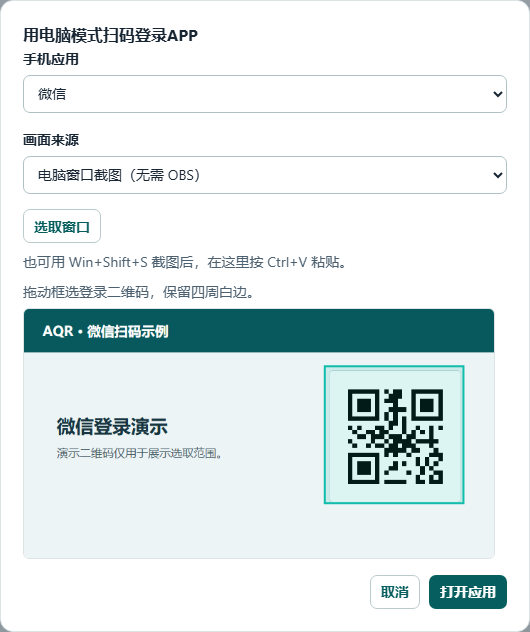 用电脑模式扫码登录APP
手机应用
微信
画面来源
电脑窗口截图（无需 OBS）
选取窗口
也可用 Win+Shift+S 截图后，在这里按 Ctrl+V 粘贴。
拖动框选登录二维码，保留四周白边。
AQR · 微信扫码示例
微信登录演示
演示二维码仅用于展示选取范围。
取消
打开应用